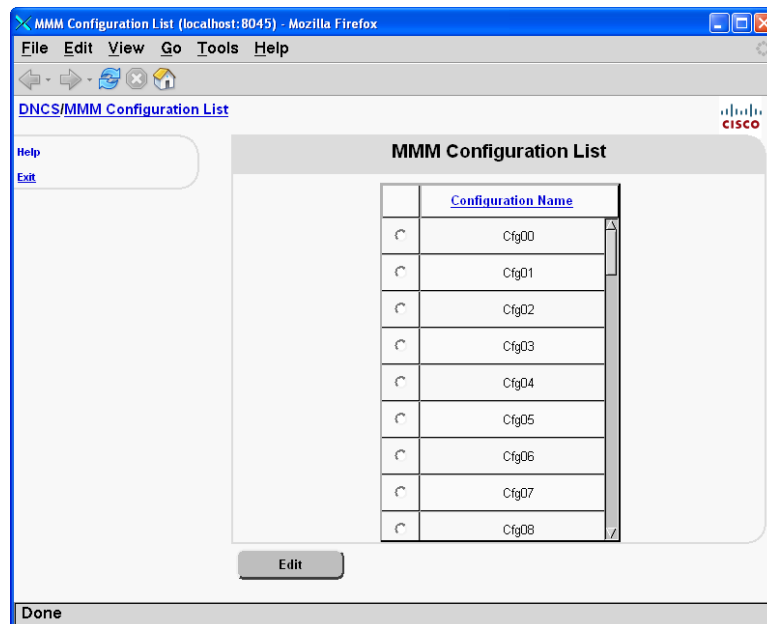 MMM Configuration List (localhost:8045) - Mozilla Firefox
File Edit View Go Tools Help
DNCS/MMM Configuration List
CISCO
Help
Exit
MMM Configuration List
Configuration Name
Cfg00
Cfg01
Cfg02
Cfg03
Cfg04
Cfg05
Cfg06
Cfg07
Cfg08
Edit
Done